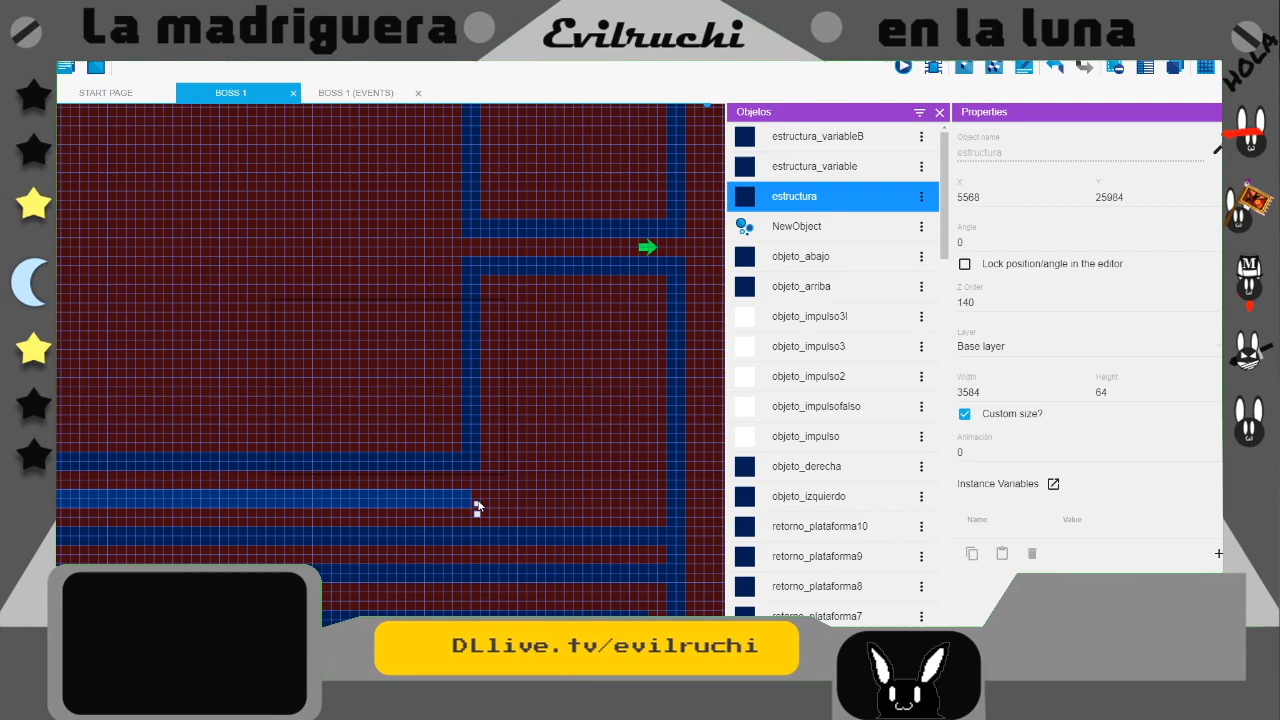 La madriguera
Evilruchi
en la luna
HOLA
START PAGE
BOSS 1
BOSS 1 (EVENTS)
Objetos
estructura_variableB
estructura_variable
estructura
NewObject
objeto_abajo
objeto_arriba
objeto_impulso3l
objeto_impulso3
objeto_impulso2
objeto_impulsofalso
objeto_impulso
objeto_derecha
objeto_izquierdo
retorno_plataforma10
retorno_plataforma9
retorno_plataforma8
retorno_plataforma7
Properties
Object name
estructura
X Y
5568 25984
Angle
0
Lock position/angle in the editor
Z Order
140
Layer
Base layer
Width Height
3584 64
Custom size?
Animación
0
Instance Variables
Name Value
M
DLlive.tv/evilruchi